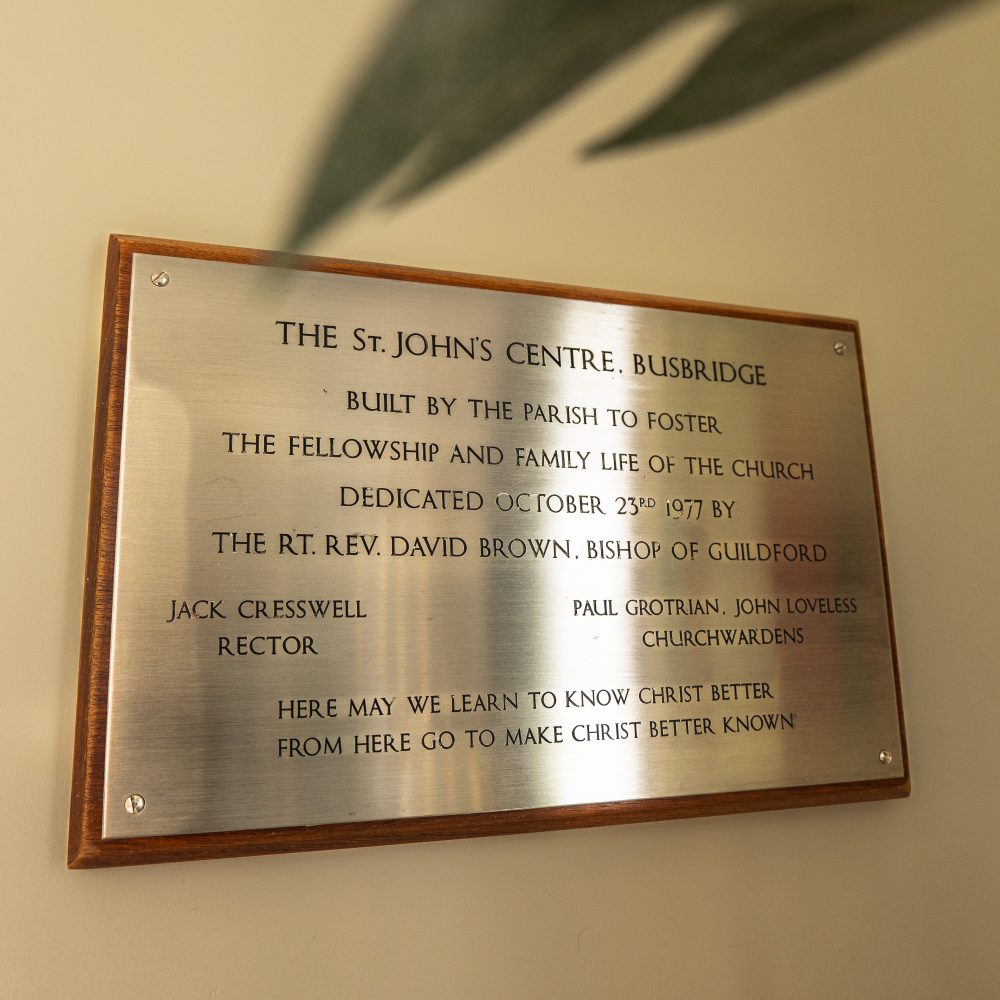 THE ST. JOHN'S CENTRE, BUSBRIDGE
BUILT BY THE PARISH TO FOSTER
THE FELLOWSHIP AND FAMILY LIFE OF THE CHURCH
DEDICATED OCTOBER 23RD 1977 BY
THE RT. REV. DAVID BROWN, BISHOP OF GUILDFORD
JACK CRESSWELL
RECTOR
PAUL GROTRIAN, JOHN LOVELESS
CHURCHWARDENS
HERE MAY WE LEARN TO KNOW CHRIST BETTER
FROM HERE GO TO MAKE CHRIST BETTER KNOWN